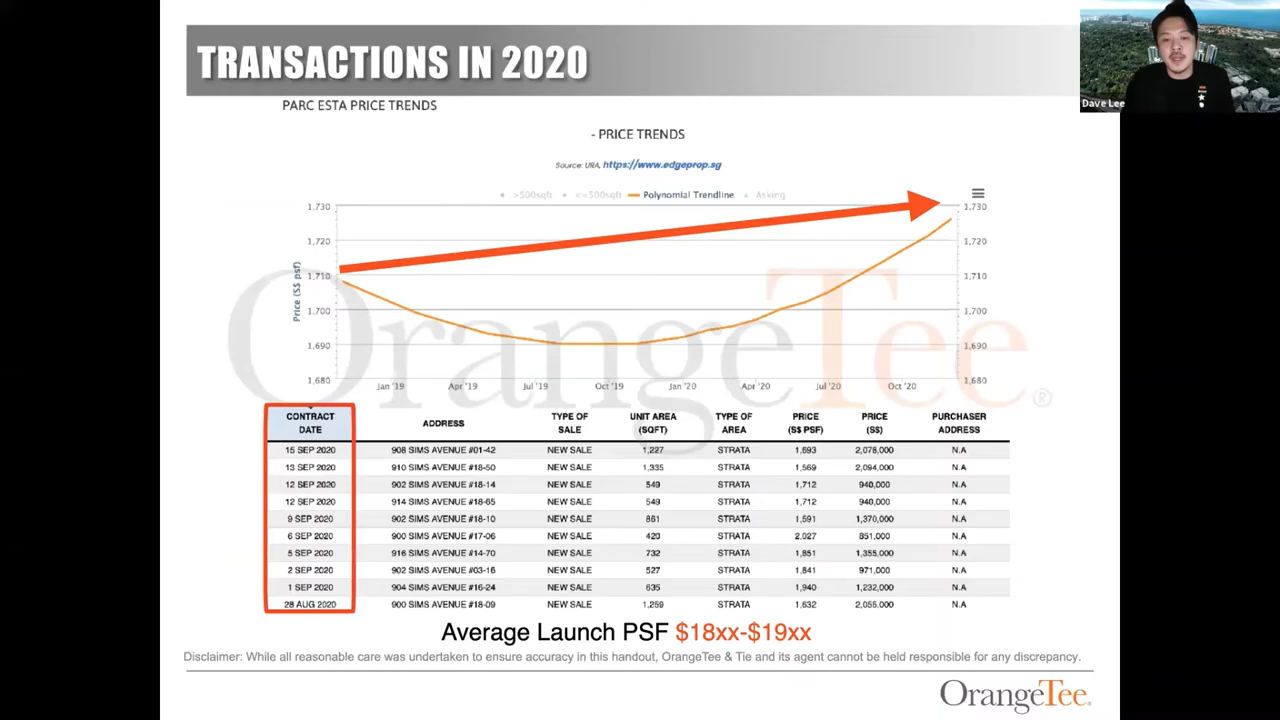 TRANSACTIONS IN 2020
Dave Lee
PARC ESTA PRICE TRENDS
- PRICE TRENDS
Source: URA, https://www.edgeprop.sg
>500sqft <=500sqft Polynomial Trendline Asking
1,730 1,730
1,720 1,720
1,710 1,710
1,700 1,700
1,690 1,690
1,680 1,680
Price (S$ psf)
Jan '19 Apr '19 Jul '19 Oct '19 Jan '20 Apr '20 Jul '20 Oct '20
OrangeTee®
CONTRACT DATE ADDRESS TYPE OF SALE UNIT AREA (SQFT) TYPE OF AREA PRICE (S$ PSF) PRICE (S$) PURCHASER ADDRESS
15 SEP 2020 908 SIMS AVENUE #01-42 NEW SALE 1,227 STRATA 1,693 2,078,000 N.A
13 SEP 2020 910 SIMS AVENUE #18-50 NEW SALE 1,335 STRATA 1,569 2,094,000 N.A
12 SEP 2020 902 SIMS AVENUE #18-14 NEW SALE 549 STRATA 1,712 940,000 N.A
12 SEP 2020 914 SIMS AVENUE #18-65 NEW SALE 549 STRATA 1,712 940,000 N.A
9 SEP 2020 902 SIMS AVENUE #18-10 NEW SALE 861 STRATA 1,591 1,370,000 N.A
6 SEP 2020 900 SIMS AVENUE #17-06 NEW SALE 420 STRATA 2,027 851,000 N.A
5 SEP 2020 916 SIMS AVENUE #14-70 NEW SALE 732 STRATA 1,851 1,355,000 N.A
2 SEP 2020 902 SIMS AVENUE #03-16 NEW SALE 527 STRATA 1,841 971,000 N.A
1 SEP 2020 904 SIMS AVENUE #16-24 NEW SALE 635 STRATA 1,940 1,232,000 N.A
28 AUG 2020 900 SIMS AVENUE #18-09 NEW SALE 1,259 STRATA 1,632 2,055,000 N.A
Average Launch PSF $18xx-$19xx
Disclaimer: While all reasonable care was undertaken to ensure accuracy in this handout, OrangeTee & Tie and its agent cannot be held responsible for any discrepancy.
OrangeTee®